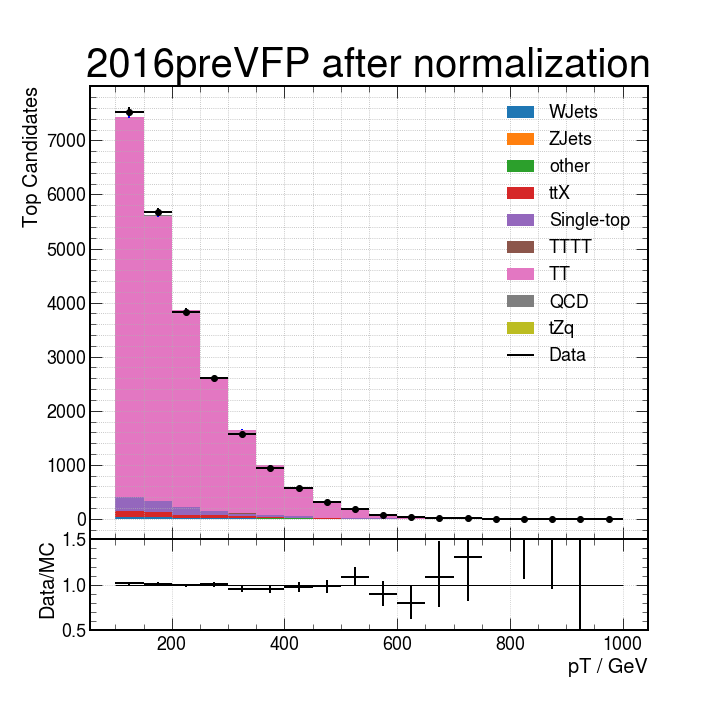 2016preVFP after normalization
Top Candidates
7000
6000
5000
4000
3000
2000
1000
0
WJets
ZJets
other
ttX
Single-top
TTTT
TT
QCD
tZq
Data
Data/MC
1.5
1.0
0.5
200 400 600 800 1000
pT / GeV